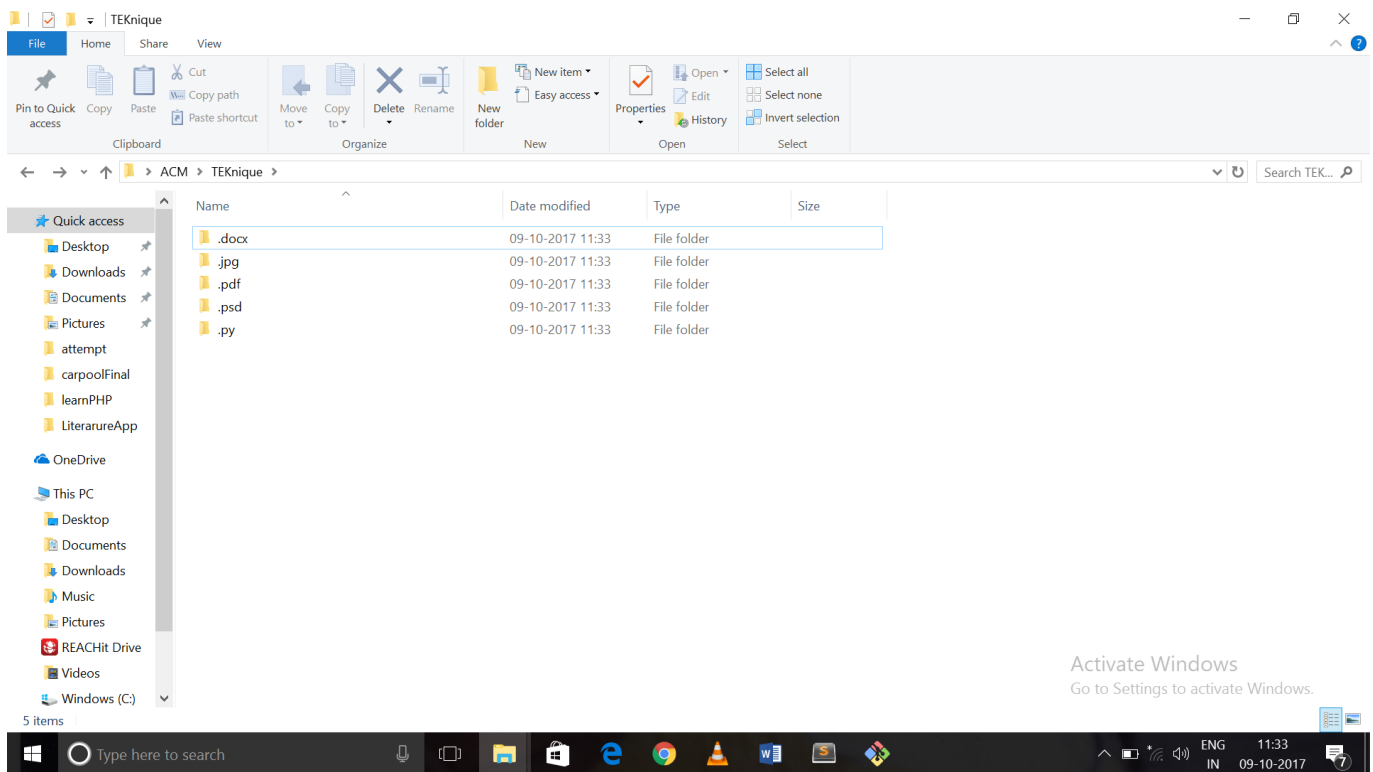 TEKnique
File Home Share View
Pin to Quick access
Copy
Paste
Cut
Copy path
Paste shortcut
Clipboard
Move to
Copy to
Delete
Rename
Organize
New folder
New item
Easy access
New
Properties
Open
Edit
History
Open
Select all
Select none
Invert selection
Select
ACM > TEKnique >
Search TEK...
Name Date modified Type Size
.docx 09-10-2017 11:33 File folder
.jpg 09-10-2017 11:33 File folder
.pdf 09-10-2017 11:33 File folder
.psd 09-10-2017 11:33 File folder
.py 09-10-2017 11:33 File folder
Quick access
Desktop
Downloads
Documents
Pictures
attempt
carpoolFinal
learnPHP
LiterarureApp
OneDrive
This PC
Desktop
Documents
Downloads
Music
Pictures
REACHit Drive
Videos
Windows (C:)
Activate Windows
Go to Settings to activate Windows.
5 items
Type here to search
ENG
IN
11:33
09-10-2017
7